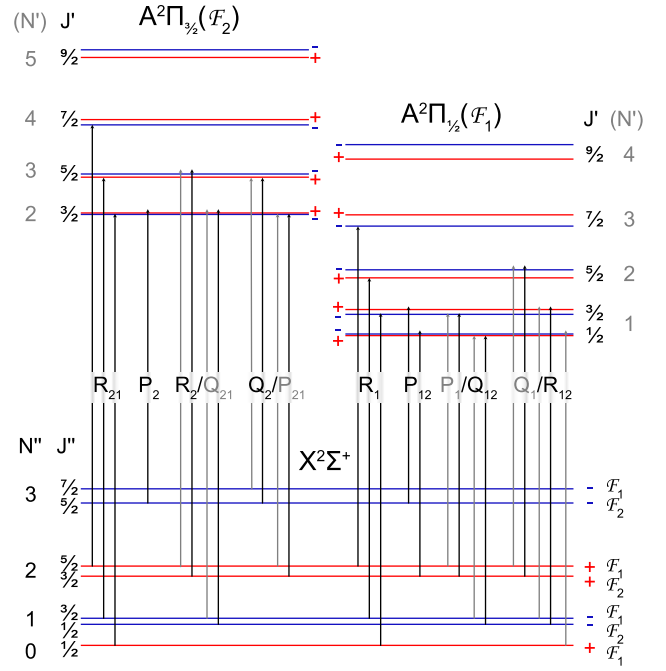 A²Π₃/₂(ℱ₂)
(N') J'
5 ⁹/₂ - +
4 ⁷/₂ + -
3 ⁵/₂ - +
2 ³/₂ + -
A²Π₁/₂(ℱ₁)
J' (N')
- + ⁹/₂ 4
+ - ⁷/₂ 3
- + ⁵/₂ 2
+ - ³/₂ 1
- + ¹/₂
R₂₁ P₂ R₂/Q₂₁ Q₂/P₂₁ R₁ P₁₂ P₁/Q₁₂ Q₁/R₁₂
N'' J''
X²Σ⁺
3 ⁷/₂ - ℱ₁
⁵/₂ - ℱ₂
2 ⁵/₂ + ℱ₁
³/₂ + ℱ₂
1 ³/₂ - ℱ₁
¹/₂ - ℱ₂
0 ¹/₂ + ℱ₁